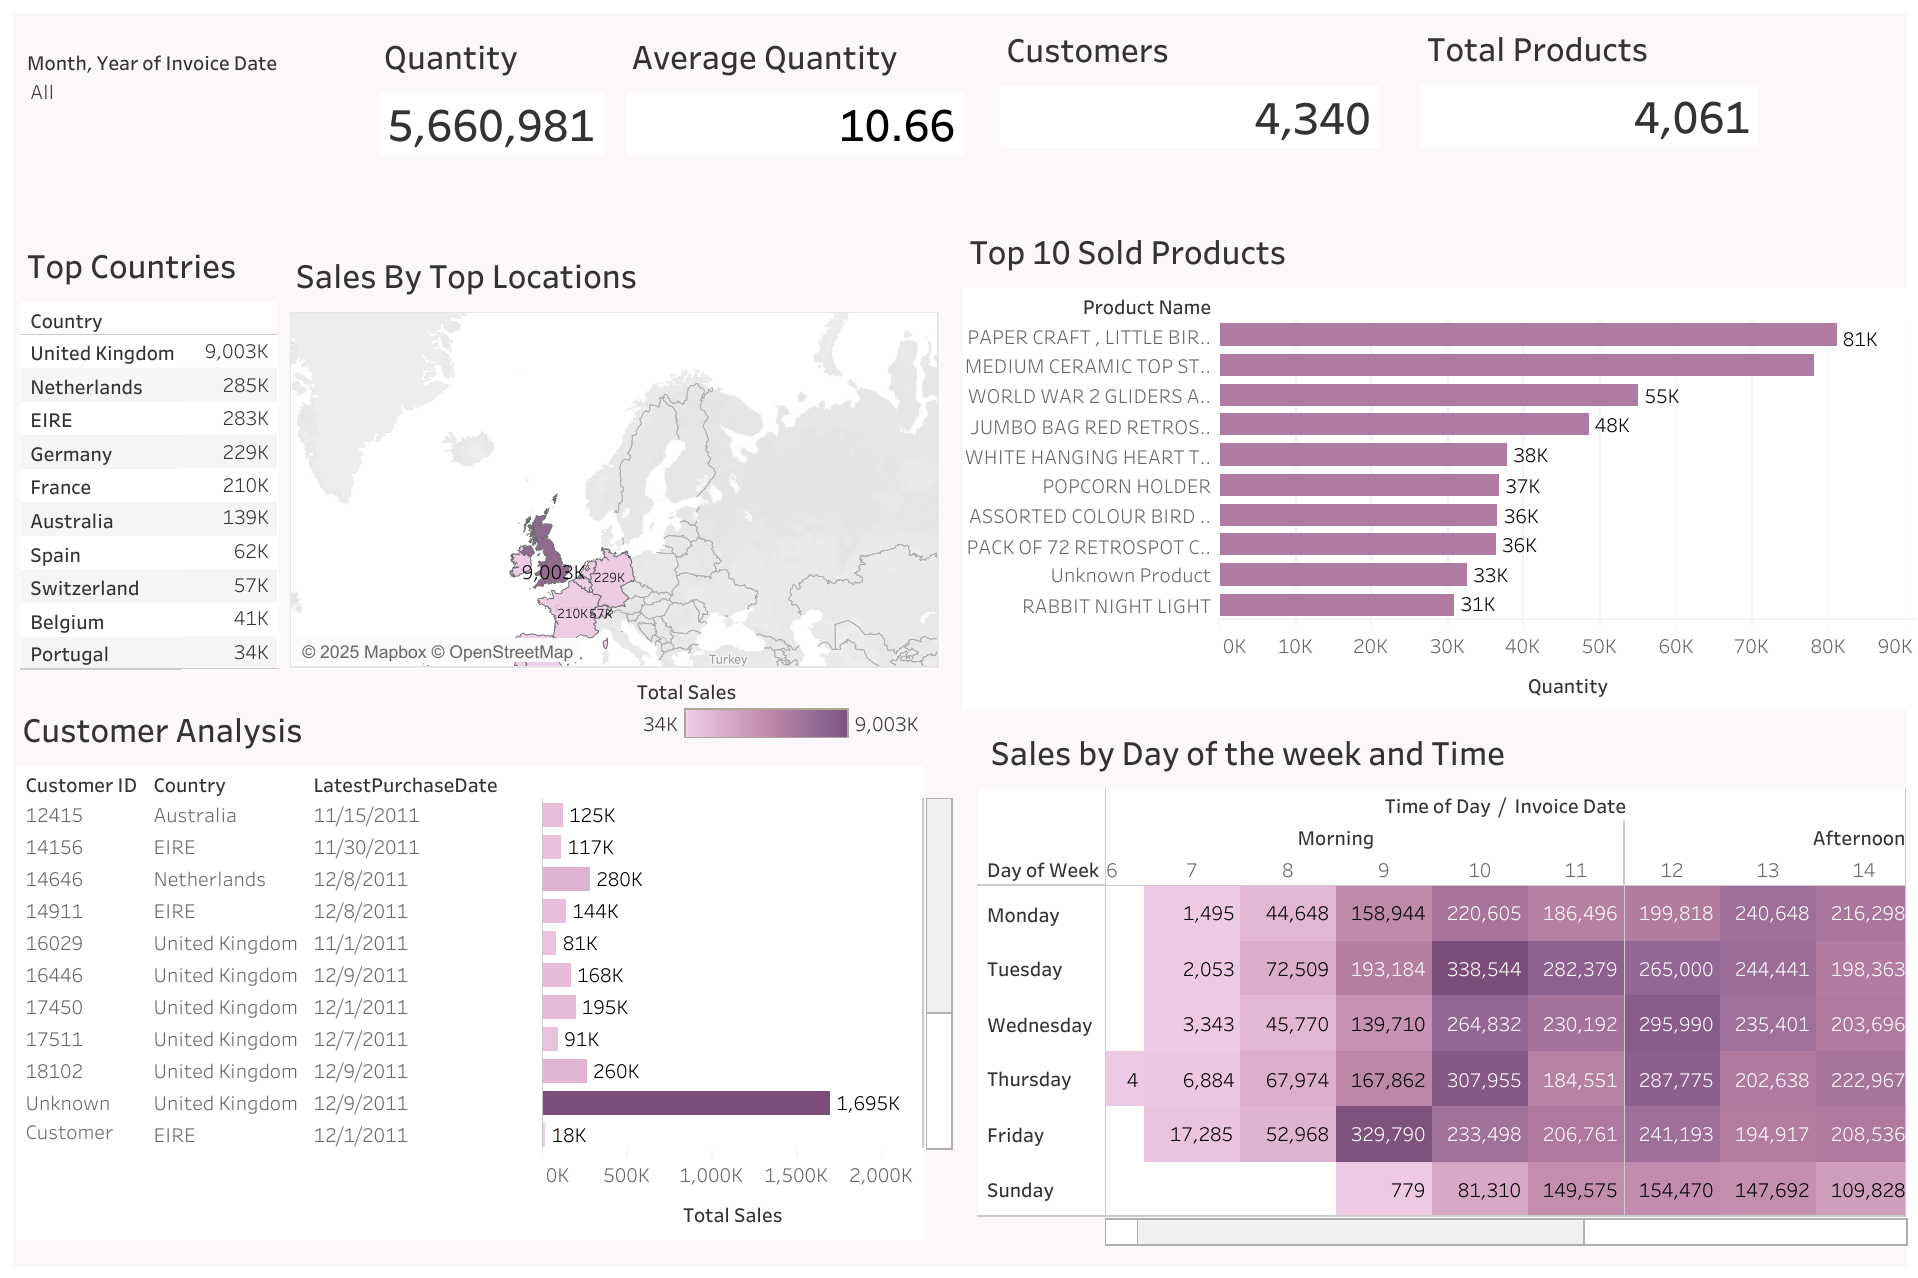 Month, Year of Invoice Date
All
Quantity
5,660,981
Average Quantity
10.66
Customers
4,340
Total Products
4,061
Top Countries
Country
United Kingdom 9,003K
Netherlands 285K
EIRE 283K
Germany 229K
France 210K
Australia 139K
Spain 62K
Switzerland 57K
Belgium 41K
Portugal 34K
Sales By Top Locations
9,003K
229K
210K 57K
Turkey
© 2025 Mapbox © OpenStreetMap
Total Sales
34K 9,003K
Top 10 Sold Products
Product Name
PAPER CRAFT , LITTLE BIR.. 81K
MEDIUM CERAMIC TOP ST..
WORLD WAR 2 GLIDERS A.. 55K
JUMBO BAG RED RETROS.. 48K
WHITE HANGING HEART T.. 38K
POPCORN HOLDER 37K
ASSORTED COLOUR BIRD .. 36K
PACK OF 72 RETROSPOT C.. 36K
Unknown Product 33K
RABBIT NIGHT LIGHT 31K
0K 10K 20K 30K 40K 50K 60K 70K 80K 90K
Quantity
Customer Analysis
Customer ID Country LatestPurchaseDate
12415 Australia 11/15/2011 125K
14156 EIRE 11/30/2011 117K
14646 Netherlands 12/8/2011 280K
14911 EIRE 12/8/2011 144K
16029 United Kingdom 11/1/2011 81K
16446 United Kingdom 12/9/2011 168K
17450 United Kingdom 12/1/2011 195K
17511 United Kingdom 12/7/2011 91K
18102 United Kingdom 12/9/2011 260K
Unknown United Kingdom 12/9/2011 1,695K
Customer EIRE 12/1/2011 18K
0K 500K 1,000K 1,500K 2,000K
Total Sales
Sales by Day of the week and Time
Time of Day / Invoice Date
Morning Afternoon
Day of Week 6 7 8 9 10 11 12 13 14
Monday 1,495 44,648 158,944 220,605 186,496 199,818 240,648 216,298
Tuesday 2,053 72,509 193,184 338,544 282,379 265,000 244,441 198,363
Wednesday 3,343 45,770 139,710 264,832 230,192 295,990 235,401 203,696
Thursday 4 6,884 67,974 167,862 307,955 184,551 287,775 202,638 222,967
Friday 17,285 52,968 329,790 233,498 206,761 241,193 194,917 208,536
Sunday 779 81,310 149,575 154,470 147,692 109,828